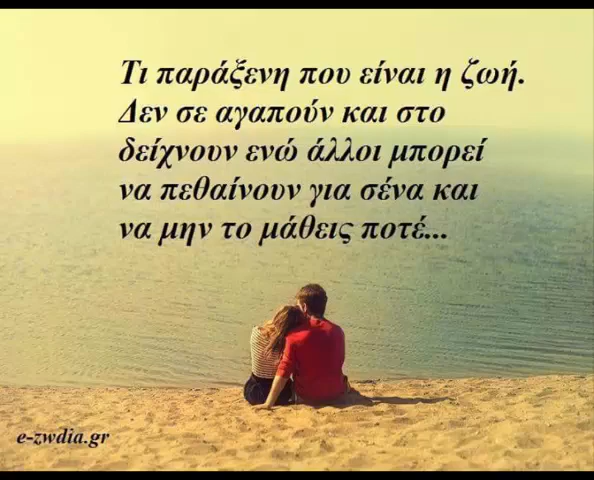 Τι παράξενη που είναι η ζωή.
Δεν σε αγαπούν και στο
δείχνουν ενώ άλλοι μπορεί
να πεθαίνουν για σένα και
να μην το μάθεις ποτέ...
e-zwdia.gr